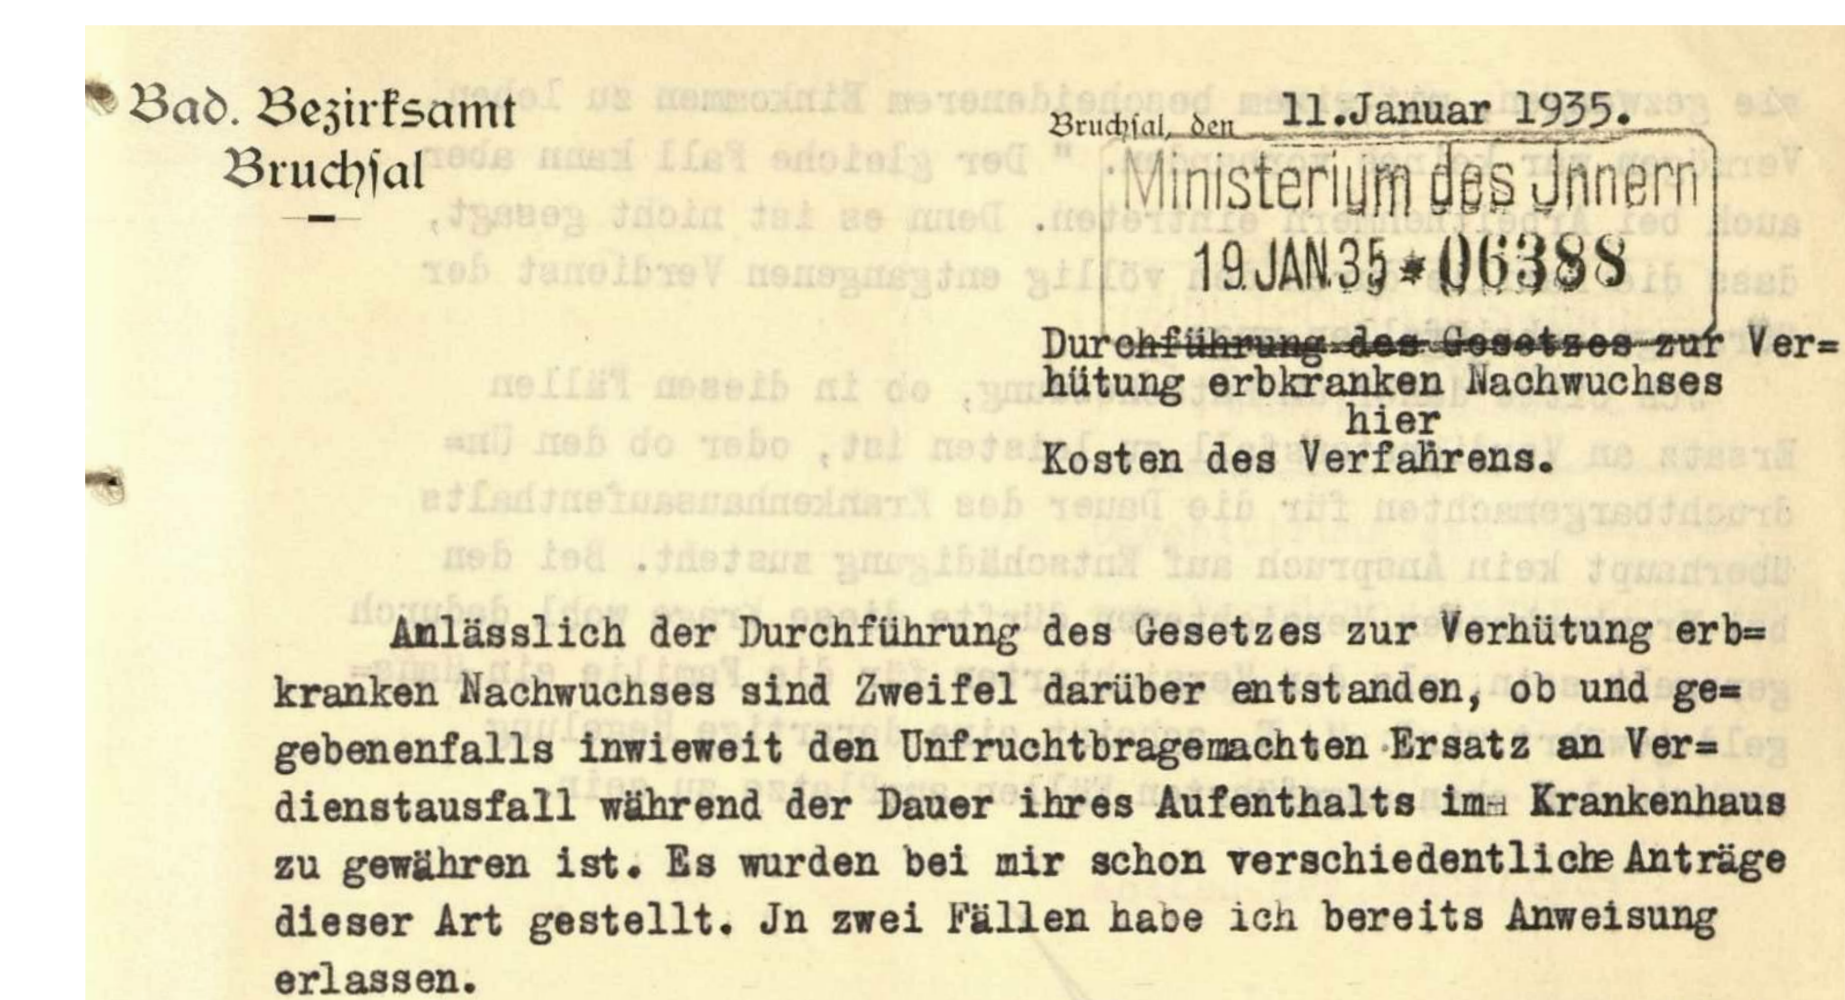 Bad. Bezirksamt
Bruchsal
Bruchsal, den 11.Januar 1935.
Ministerium des Jnnern
19.JAN.35 * 06388
Durchführung des Gesetzes zur Ver=
hütung erbkranken Nachwuchses
hier
Kosten des Verfahrens.
Anlässlich der Durchführung des Gesetzes zur Verhütung erb=
kranken Nachwuchses sind Zweifel darüber entstanden, ob und ge=
gebenenfalls inwieweit den Unfruchtbragemachten Ersatz an Ver=
dienstausfall während der Dauer ihres Aufenthalts im Krankenhaus
zu gewähren ist. Es wurden bei mir schon verschiedentliche Anträge
dieser Art gestellt. Jn zwei Fällen habe ich bereits Anweisung
erlassen.